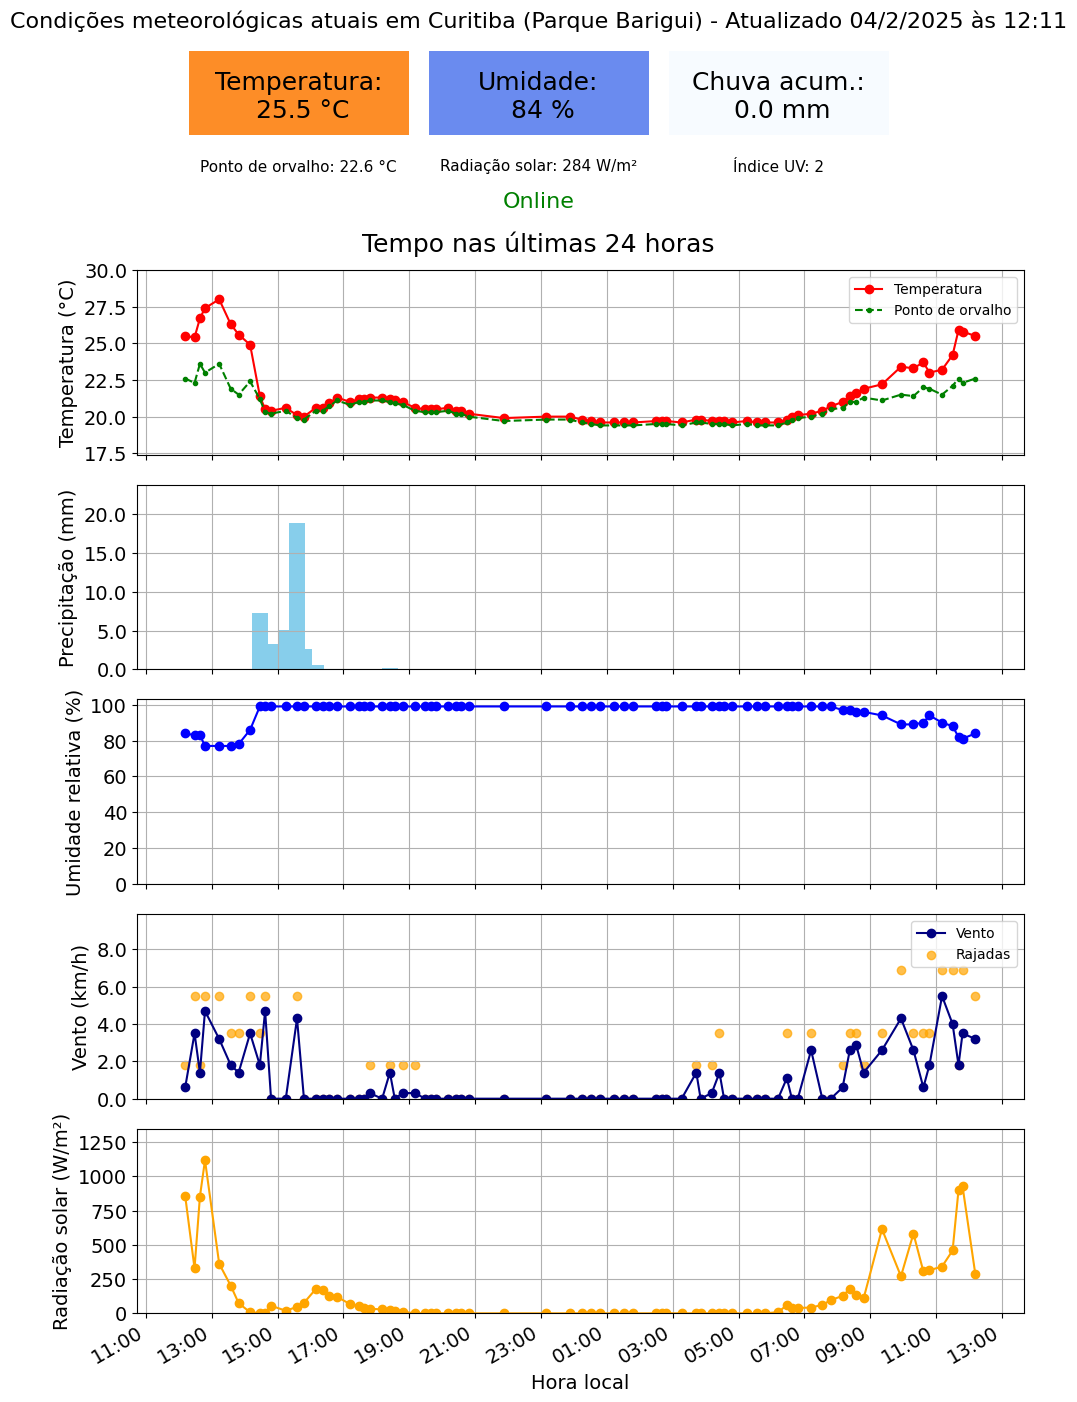 Condições meteorológicas atuais em Curitiba (Parque Barigui) - Atualizado 04/2/2025 às 12:11
Temperatura:
25.5 °C
Umidade:
84 %
Chuva acum.:
0.0 mm
Ponto de orvalho: 22.6 °C
Radiação solar: 284 W/m²
Índice UV: 2
Online
Tempo nas últimas 24 horas
Temperatura (°C)
30.0
27.5
25.0
22.5
20.0
17.5
Temperatura
Ponto de orvalho
Precipitação (mm)
20.0
15.0
10.0
5.0
0.0
Umidade relativa (%)
100
80
60
40
20
0
Vento (km/h)
8.0
6.0
4.0
2.0
0.0
Vento
Rajadas
Radiação solar (W/m²)
1250
1000
750
500
250
0
11:00
13:00
15:00
17:00
19:00
21:00
23:00
01:00
03:00
05:00
07:00
09:00
11:00
13:00
Hora local